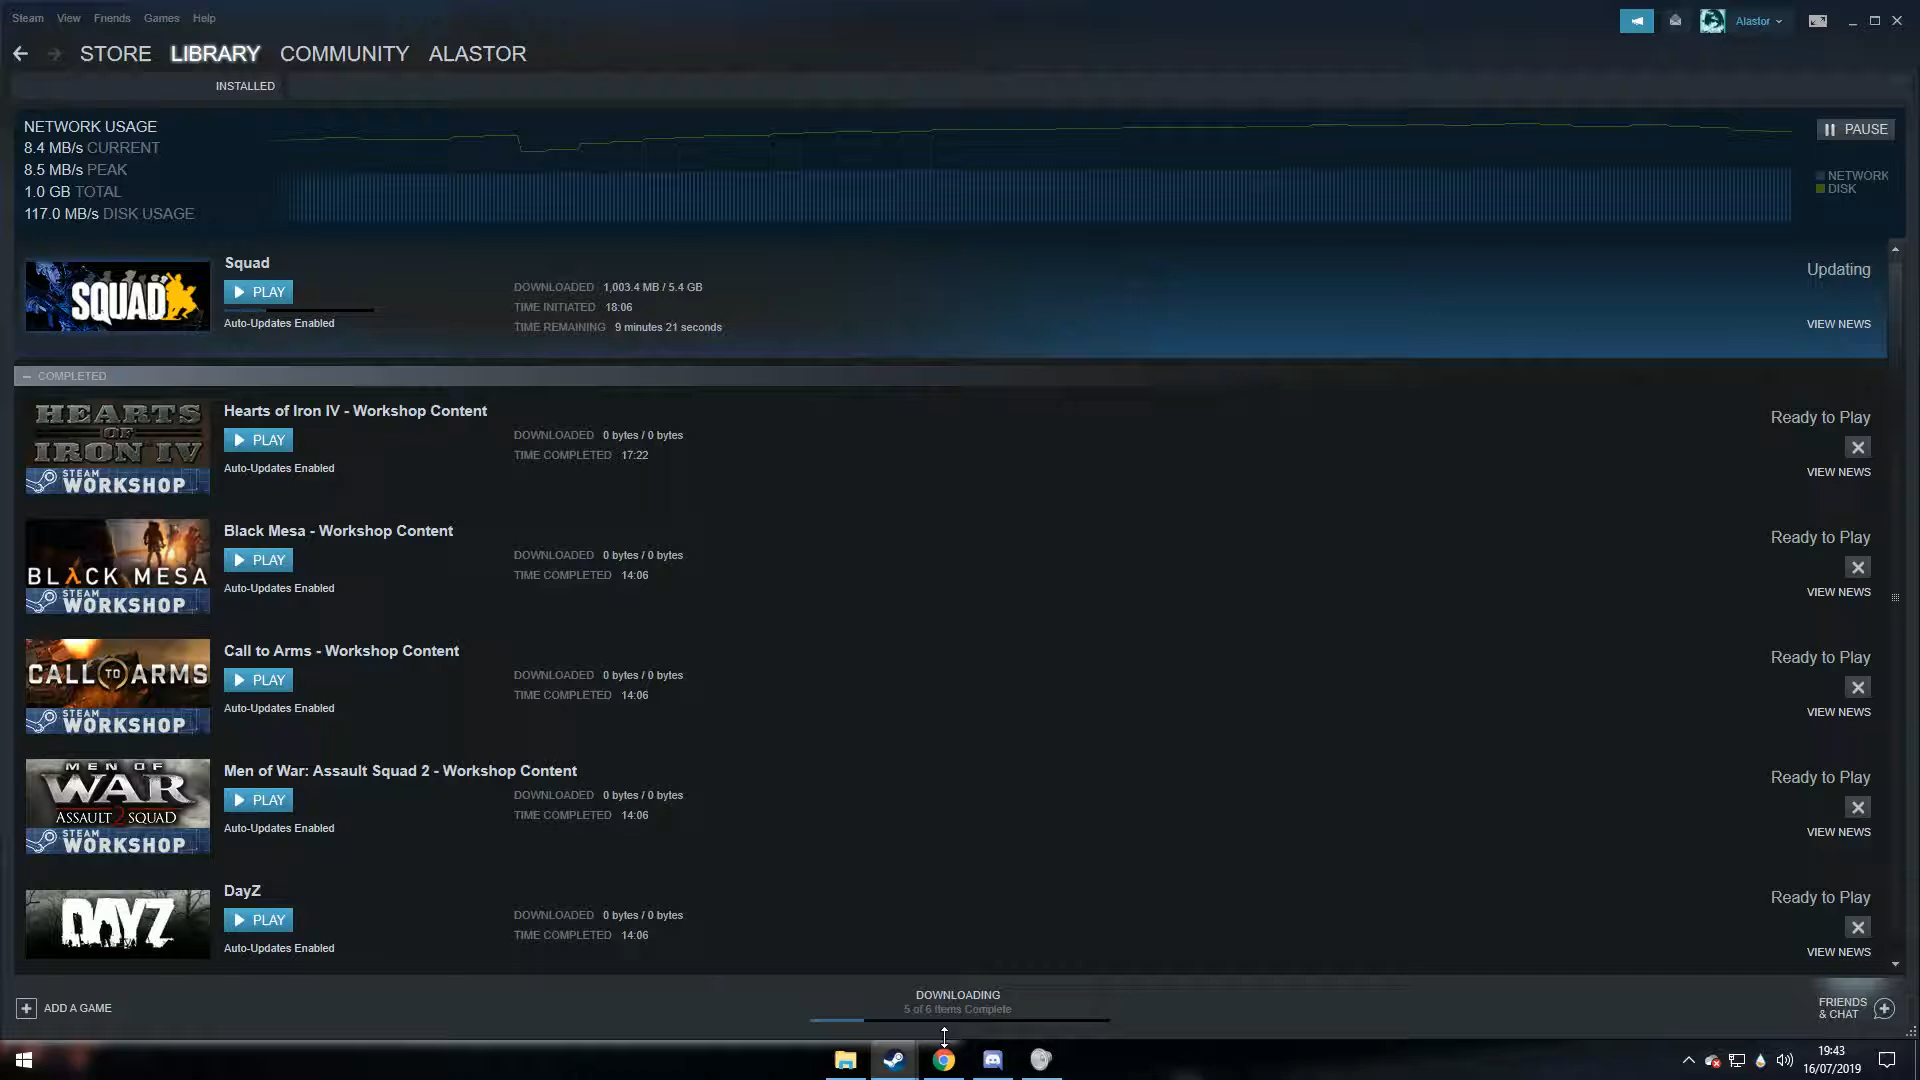 Steam View Friends Games Help
Alastor
STORE LIBRARY COMMUNITY ALASTOR
INSTALLED
NETWORK USAGE
8.4 MB/s CURRENT
8.5 MB/s PEAK
1.0 GB TOTAL
117.0 MB/s DISK USAGE
PAUSE
NETWORK
DISK
SQUAD
Squad
PLAY
Auto-Updates Enabled
DOWNLOADED 1,003.4 MB / 5.4 GB
TIME INITIATED 18:06
TIME REMAINING 9 minutes 21 seconds
Updating
VIEW NEWS
COMPLETED
HEARTS
OF
IRON IV
STEAM
WORKSHOP
Hearts of Iron IV - Workshop Content
PLAY
Auto-Updates Enabled
DOWNLOADED 0 bytes / 0 bytes
TIME COMPLETED 17:22
Ready to Play
VIEW NEWS
BLACK MESA
STEAM
WORKSHOP
Black Mesa - Workshop Content
PLAY
Auto-Updates Enabled
DOWNLOADED 0 bytes / 0 bytes
TIME COMPLETED 14:06
Ready to Play
VIEW NEWS
CALL TO ARMS
STEAM
WORKSHOP
Call to Arms - Workshop Content
PLAY
Auto-Updates Enabled
DOWNLOADED 0 bytes / 0 bytes
TIME COMPLETED 14:06
Ready to Play
VIEW NEWS
MEN OF
WAR
ASSAULT 2 SQUAD
STEAM
WORKSHOP
Men of War: Assault Squad 2 - Workshop Content
PLAY
Auto-Updates Enabled
DOWNLOADED 0 bytes / 0 bytes
TIME COMPLETED 14:06
Ready to Play
VIEW NEWS
DAYZ
DayZ
PLAY
Auto-Updates Enabled
DOWNLOADED 0 bytes / 0 bytes
TIME COMPLETED 14:06
Ready to Play
VIEW NEWS
ADD A GAME
DOWNLOADING
5 of 6 Items Complete
FRIENDS
& CHAT
19:43
16/07/2019